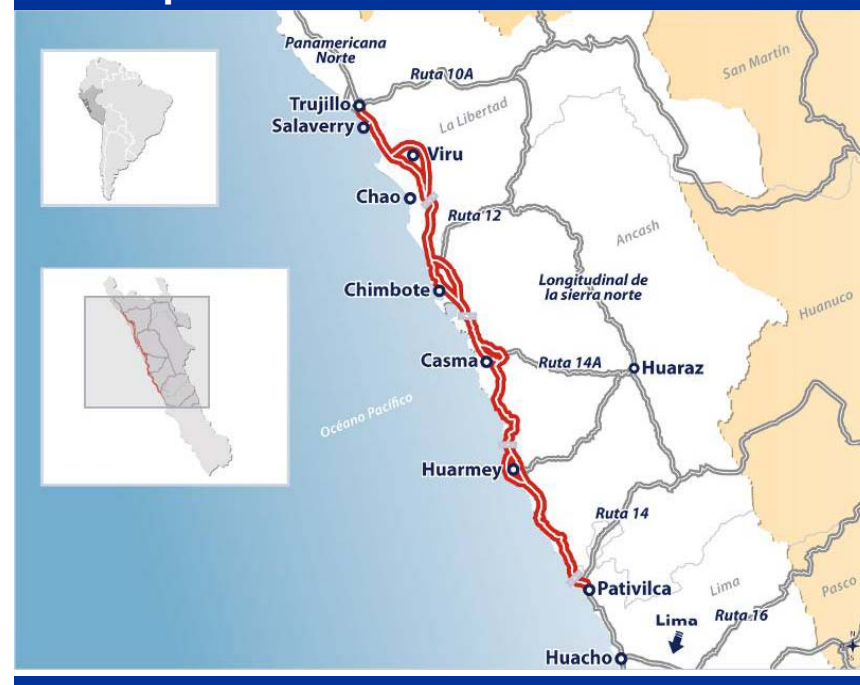 Panamericana
Norte
Ruta 10A
San Martín
Trujillo
La Libertad
Salaverry
Viru
Chao
Ruta 12
Ancash
Longitudinal de
la sierra norte
Chimbote
Huanuco
Casma
Ruta 14A
Huaraz
Océano Pacífico
Huarmey
Ruta 14
Pativilca
Lima
Pasco
Lima
Ruta 16
Huacho
N